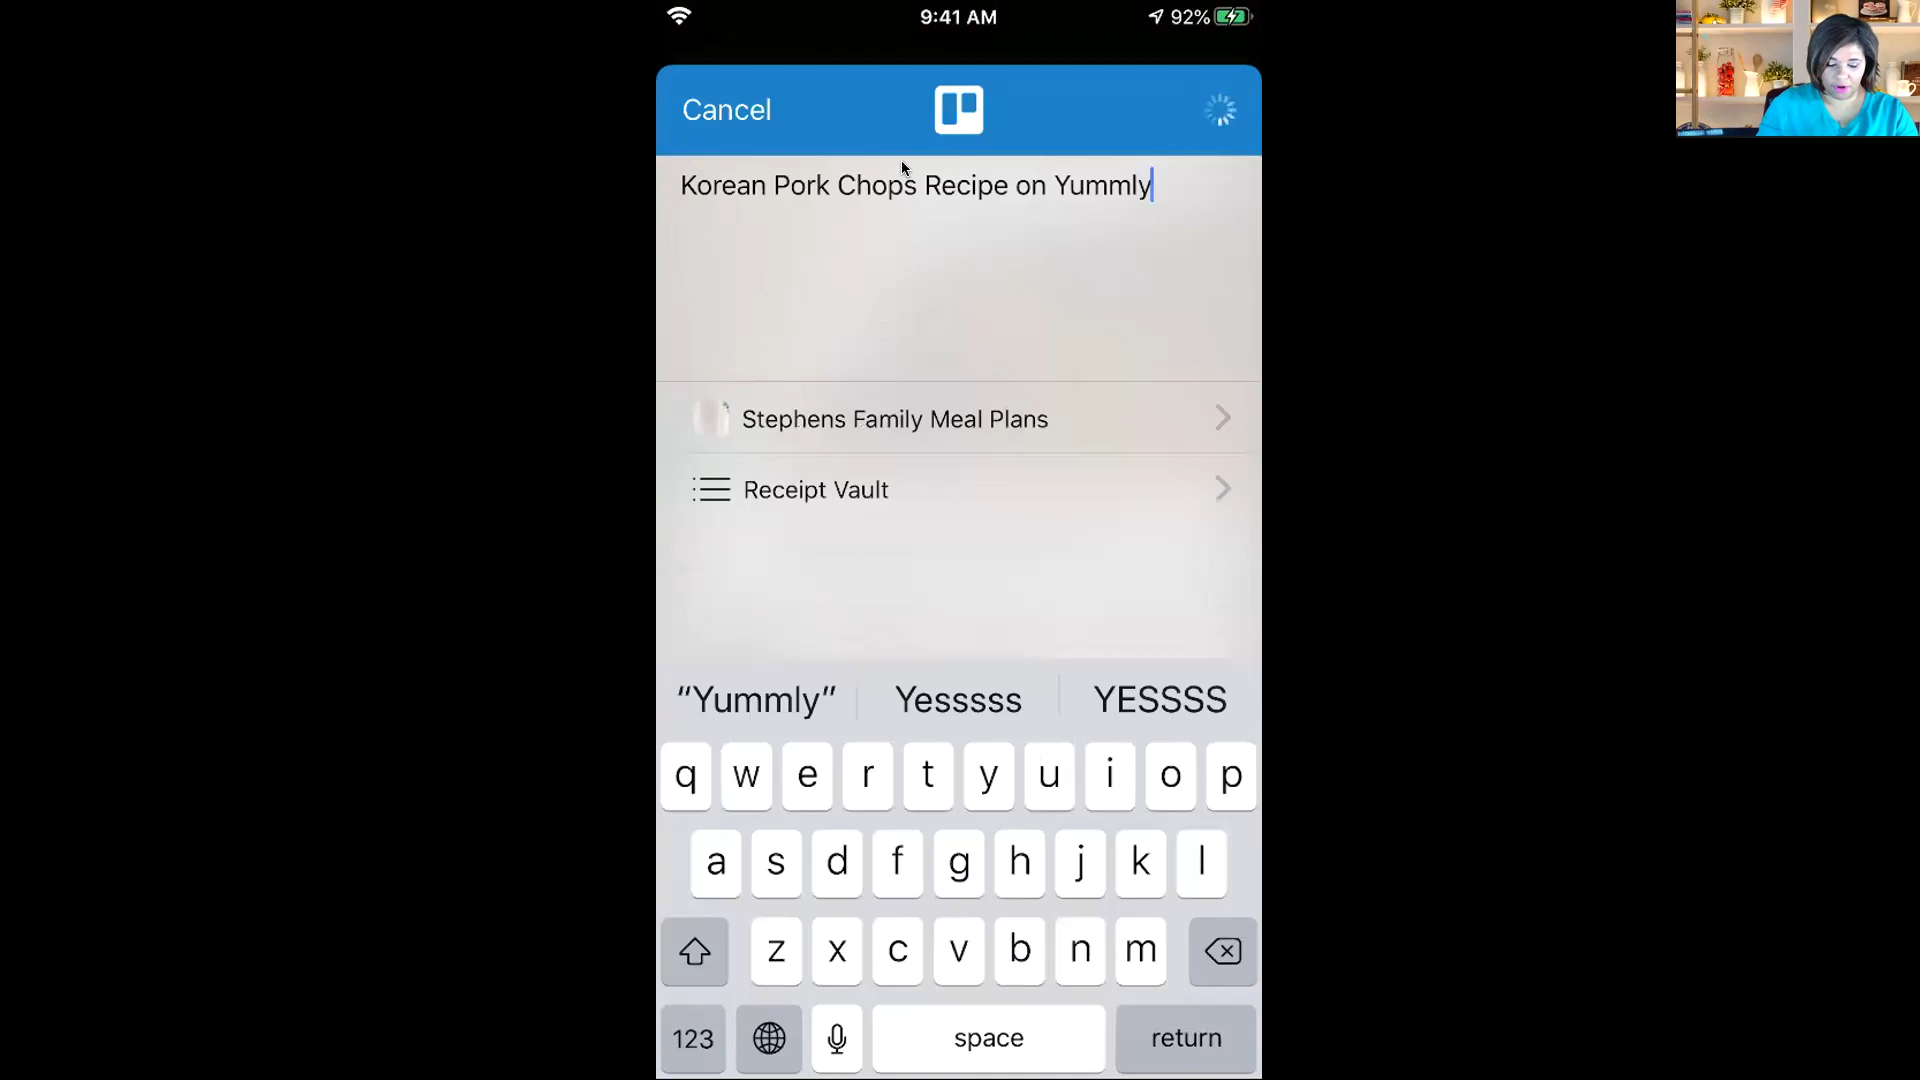 9:41 AM
92%
Cancel
Korean Pork Chops Recipe on Yummly
Stephens Family Meal Plans
Receipt Vault
“Yummly” Yesssss YESSSS
q w e r t y u i o p
a s d f g h j k l
z x c v b n m
123 space return